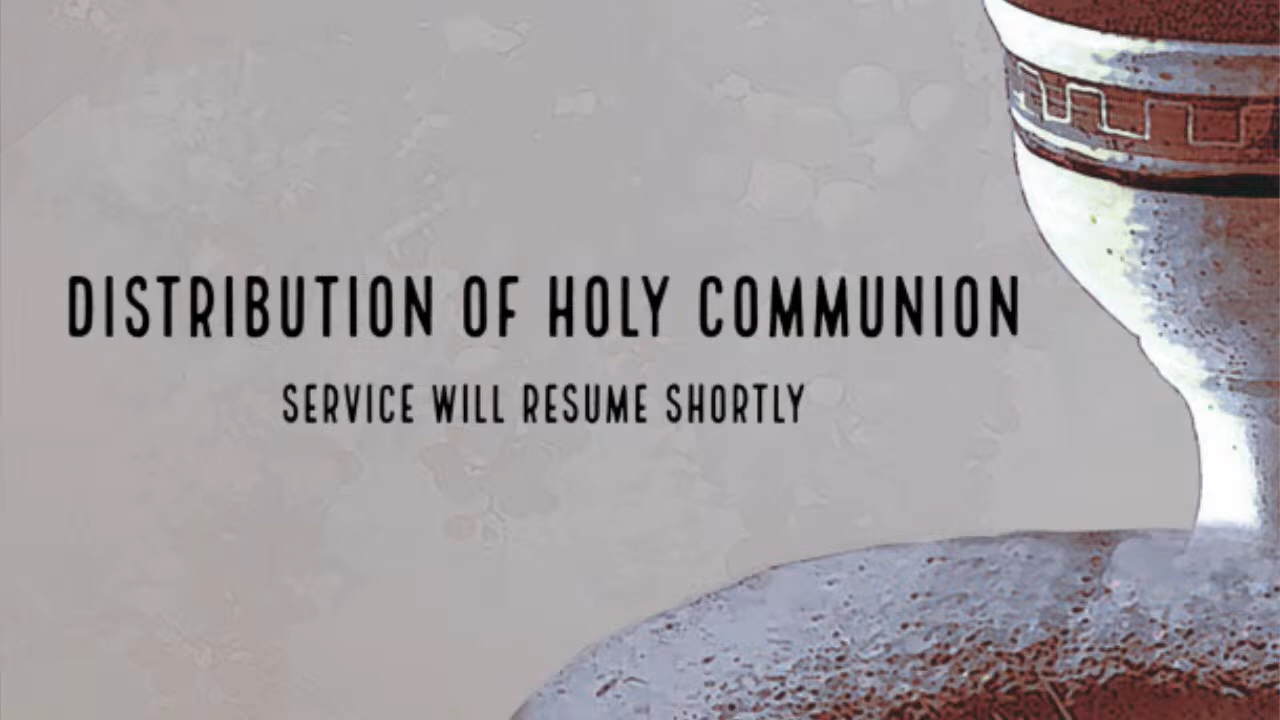 DISTRIBUTION OF HOLY COMMUNION
SERVICE WILL RESUME SHORTLY